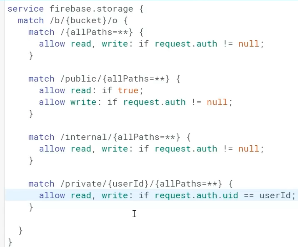 service firebase.storage {
match /b/{bucket}/o {
match /{allPaths=**} {
allow read, write: if request.auth != null;
}
match /public/{allPaths=**} {
allow read: if true;
allow write: if request.auth != null;
}
match /internal/{allPaths=**} {
allow read, write: if request.auth != null;
}
match /private/{userId}/{allPaths=**} {
allow read, write: if request.auth.uid == userId;
}
}
}